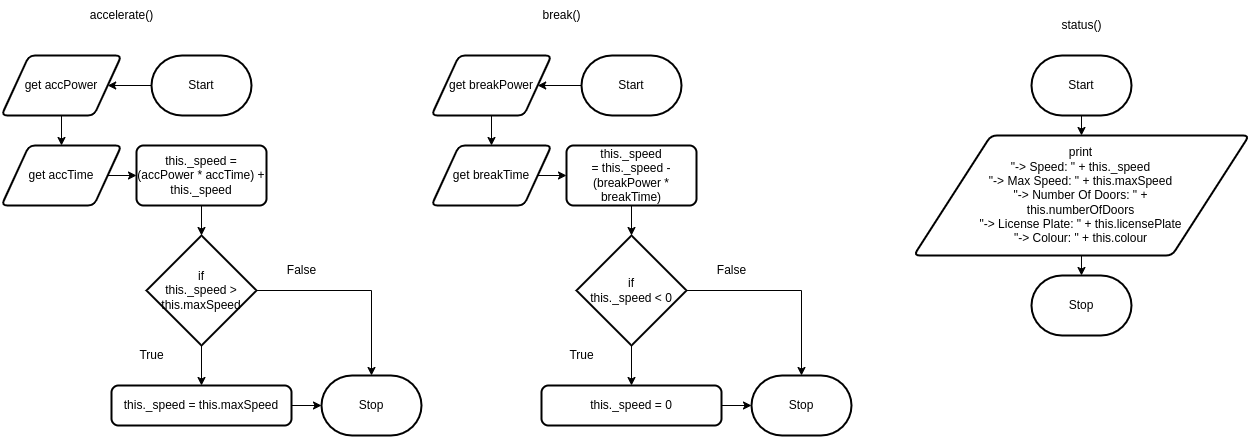 accelerate()
get accPower
Start
get accTime
this._speed =
(accPower * accTime) +
this._speed
if
this._speed >
this.maxSpeed
False
True
this._speed = this.maxSpeed
Stop
break()
get breakPower
Start
get breakTime
this._speed
= this._speed -
(breakPower *
breakTime)
if
this._speed < 0
False
True
this._speed = 0
Stop
status()
Start
print
"-> Speed: " + this._speed
"-> Max Speed: " + this.maxSpeed
"-> Number Of Doors: " +
this.numberOfDoors
"-> License Plate: " + this.licensePlate
"-> Colour: " + this.colour
Stop